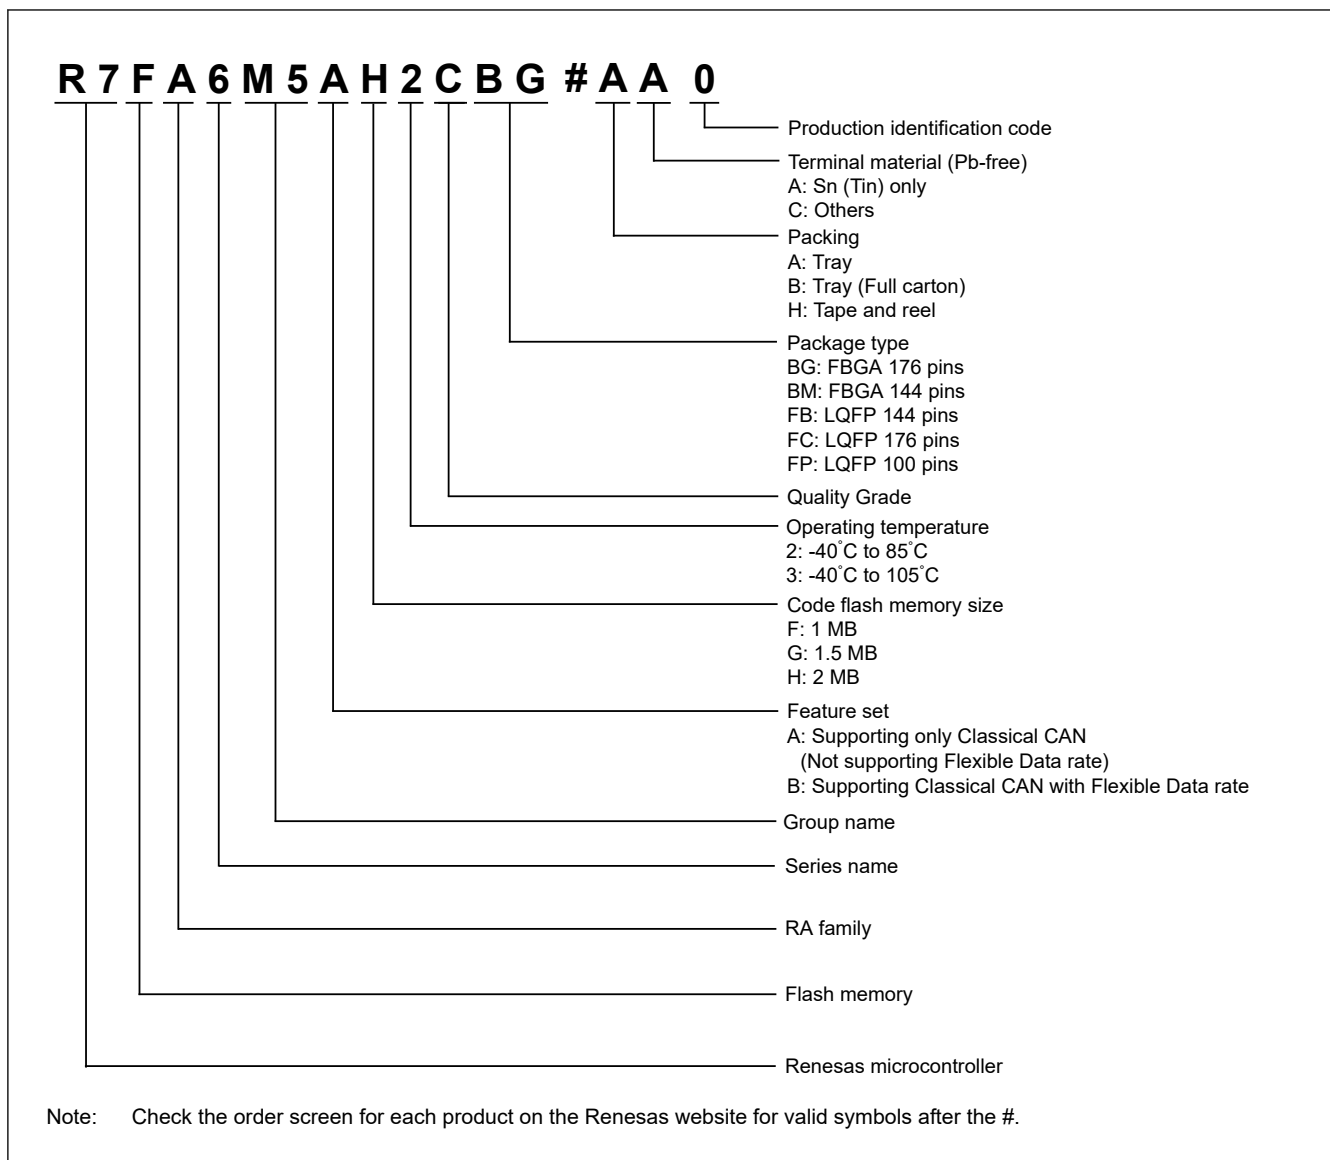 R7FA6M5AH2CBG #AA0
Production identification code
Terminal material (Pb-free)
A: Sn (Tin) only
C: Others
Packing
A: Tray
B: Tray (Full carton)
H: Tape and reel
Package type
BG: FBGA 176 pins
BM: FBGA 144 pins
FB: LQFP 144 pins
FC: LQFP 176 pins
FP: LQFP 100 pins
Quality Grade
Operating temperature
2: -40°C to 85°C
3: -40°C to 105°C
Code flash memory size
F: 1 MB
G: 1.5 MB
H: 2 MB
Feature set
A: Supporting only Classical CAN
(Not supporting Flexible Data rate)
B: Supporting Classical CAN with Flexible Data rate
Group name
Series name
RA family
Flash memory
Renesas microcontroller
Note: Check the order screen for each product on the Renesas website for valid symbols after the #.